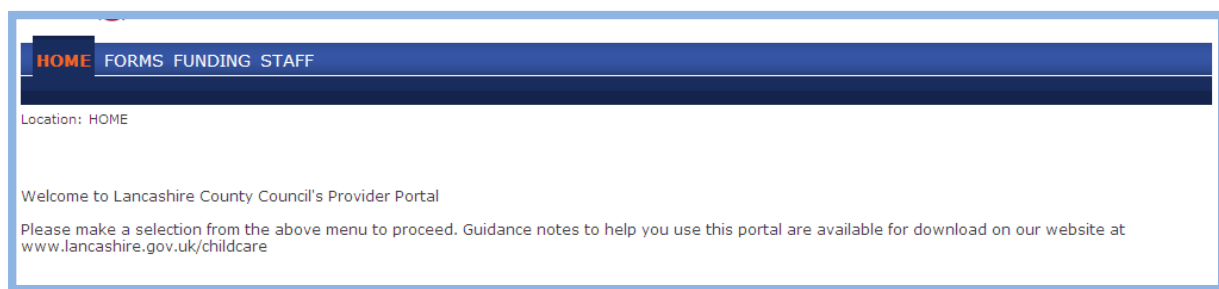 HOME FORMS FUNDING STAFF
Location: HOME
Welcome to Lancashire County Council's Provider Portal
Please make a selection from the above menu to proceed. Guidance notes to help you use this portal are available for download on our website at
www.lancashire.gov.uk/childcare